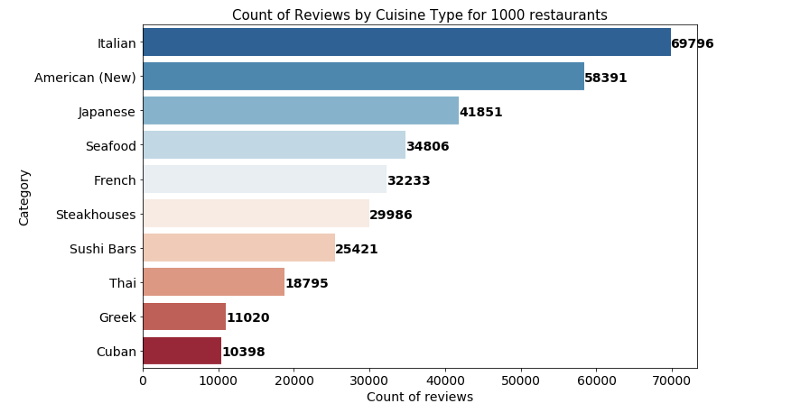 Count of Reviews by Cuisine Type for 1000 restaurants
Category
Italian 69796
American (New) 58391
Japanese 41851
Seafood 34806
French 32233
Steakhouses 29986
Sushi Bars 25421
Thai 18795
Greek 11020
Cuban 10398
0 10000 20000 30000 40000 50000 60000 70000
Count of reviews